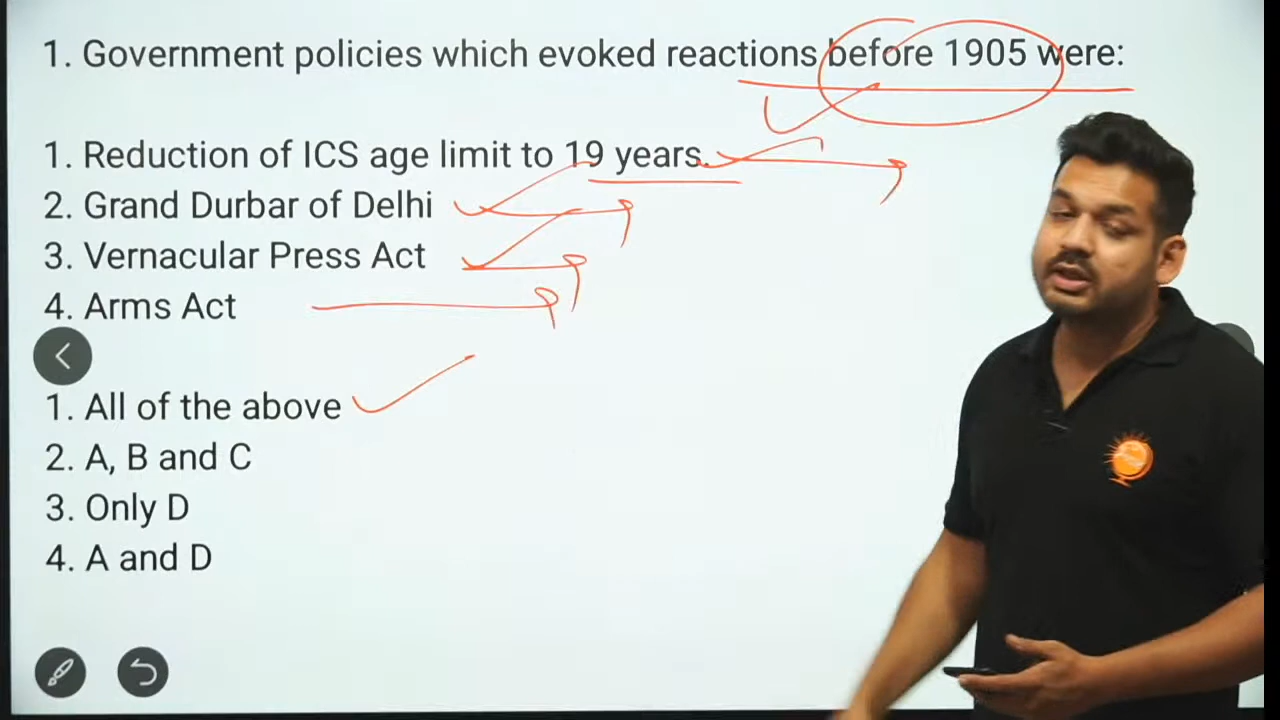 1. Government policies which evoked reactions before 1905 were:
1. Reduction of ICS age limit to 19 years.
2. Grand Durbar of Delhi
3. Vernacular Press Act
4. Arms Act
1. All of the above
2. A, B and C
3. Only D
4. A and D